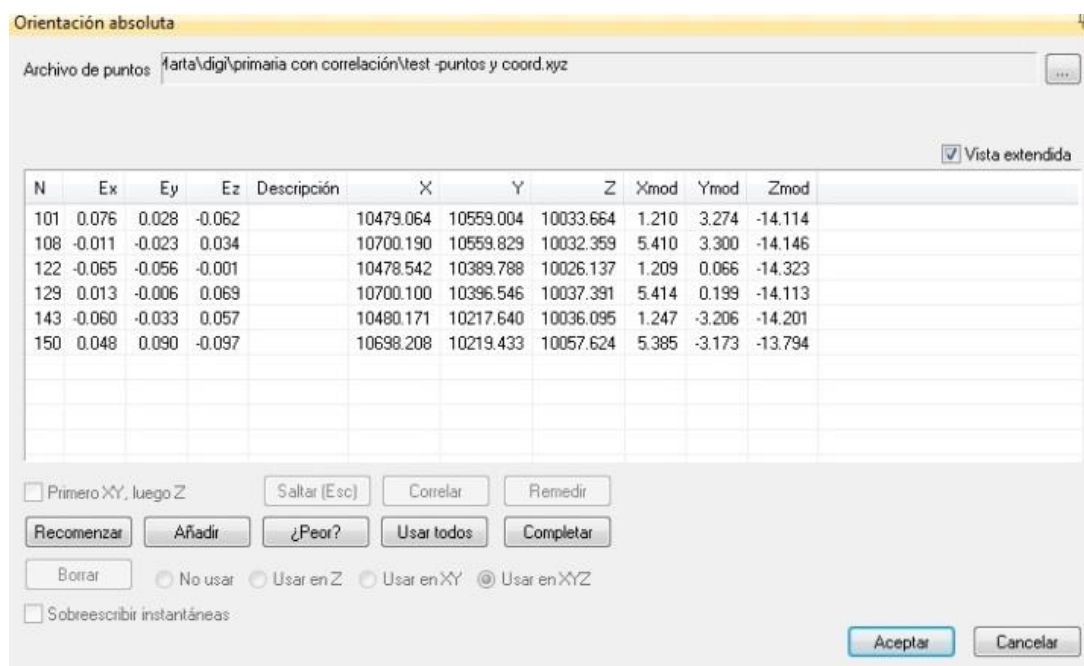 Orientación absoluta
Archivo de puntos Marta\digi\primaria con correlación\test -puntos y coord.xyz ...
Vista extendida
N Ex Ey Ez Descripción X Y Z Xmod Ymod Zmod
101 0.076 0.028 -0.062 10479.064 10559.004 10033.664 1.210 3.274 -14.114
108 -0.011 -0.023 0.034 10700.190 10559.829 10032.359 5.410 3.300 -14.146
122 -0.065 -0.056 -0.001 10478.542 10389.788 10026.137 1.209 0.066 -14.323
129 0.013 -0.006 0.069 10700.100 10396.546 10037.391 5.414 0.199 -14.113
143 -0.060 -0.033 0.057 10480.171 10217.640 10036.095 1.247 -3.206 -14.201
150 0.048 0.090 -0.097 10698.208 10219.433 10057.624 5.385 -3.173 -13.794
Primero XY, luego Z Saltar (Esc) Correlar Remedir
Recomenzar Añadir ¿Peor? Usar todos Completar
Borrar No usar Usar en Z Usar en XY Usar en XYZ
Sobreescribir instantáneas
Aceptar Cancelar